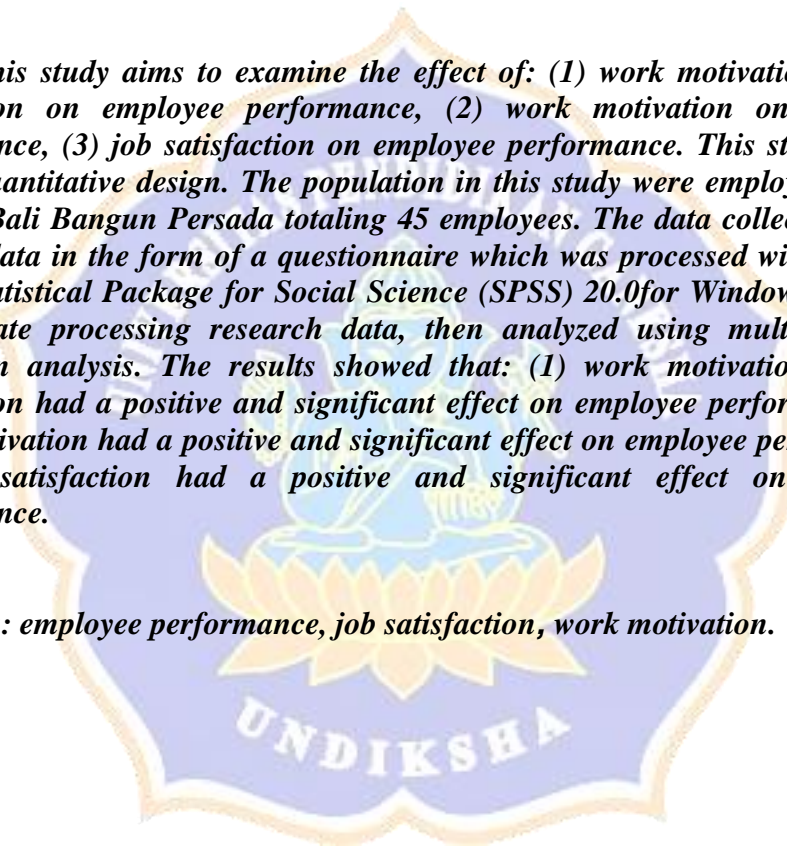 his study aims to examine the effect of: (1) work motivatio
on on employee performance, (2) work motivation on
nce, (3) job satisfaction on employee performance. This st
uantitative design. The population in this study were employ
Bali Bangun Persada totaling 45 employees. The data collec
lata in the form of a questionnaire which was processed wi
atistical Package for Social Science (SPSS) 20.0for Window
ate processing research data, then analyzed using mult
n analysis. The results showed that: (1) work motivatio
on had a positive and significant effect on employee perfor
ivation had a positive and significant effect on employee pe
satisfaction had a positive and significant effect on
nce.
: employee performance, job satisfaction, work motivation.
UNDIKSHA